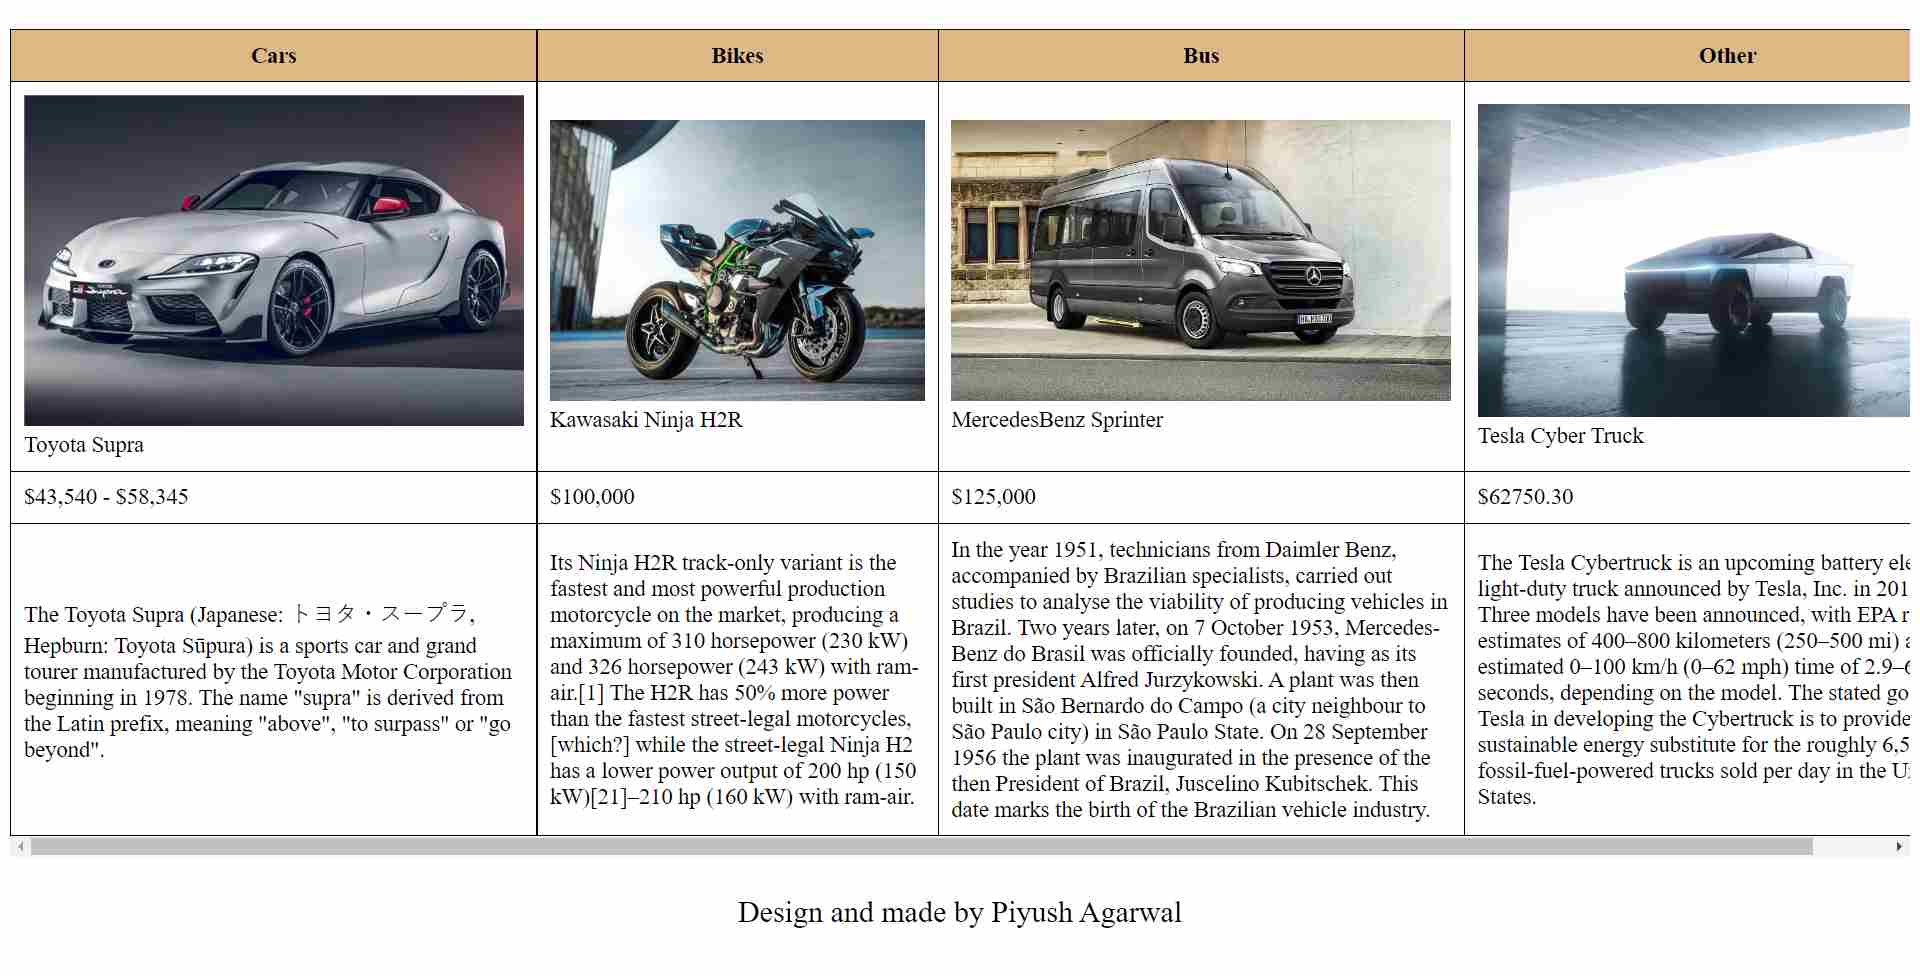 Cars
Bikes
Bus
Other
Toyota Supra
Kawasaki Ninja H2R
MercedesBenz Sprinter
Tesla Cyber Truck
$43,540 - $58,345
$100,000
$125,000
$62750.30
The Toyota Supra (Japanese: トヨタ・スープラ,
Hepburn: Toyota Sūpura) is a sports car and grand
tourer manufactured by the Toyota Motor Corporation
beginning in 1978. The name "supra" is derived from
the Latin prefix, meaning "above", "to surpass" or "go
beyond".
Its Ninja H2R track-only variant is the
fastest and most powerful production
motorcycle on the market, producing a
maximum of 310 horsepower (230 kW)
and 326 horsepower (243 kW) with ram-
air.[1] The H2R has 50% more power
than the fastest street-legal motorcycles,
[which?] while the street-legal Ninja H2
has a lower power output of 200 hp (150
kW)[21]–210 hp (160 kW) with ram-air.
In the year 1951, technicians from Daimler Benz,
accompanied by Brazilian specialists, carried out
studies to analyse the viability of producing vehicles in
Brazil. Two years later, on 7 October 1953, Mercedes-
Benz do Brasil was officially founded, having as its
first president Alfred Jurzykowski. A plant was then
built in São Bernardo do Campo (a city neighbour to
São Paulo city) in São Paulo State. On 28 September
1956 the plant was inaugurated in the presence of the
then President of Brazil, Juscelino Kubitschek. This
date marks the birth of the Brazilian vehicle industry.
The Tesla Cybertruck is an upcoming battery
light-duty truck announced by Tesla, Inc. in
Three models have been announced, with EPA
estimates of 400–800 kilometers (250–500 mi)
estimated 0–100 km/h (0–62 mph) time of
seconds, depending on the model. The stated
Tesla in developing the Cybertruck is to provide
sustainable energy substitute for the roughly
fossil-fuel-powered trucks sold per day in the
States.
Design and made by Piyush Agarwal